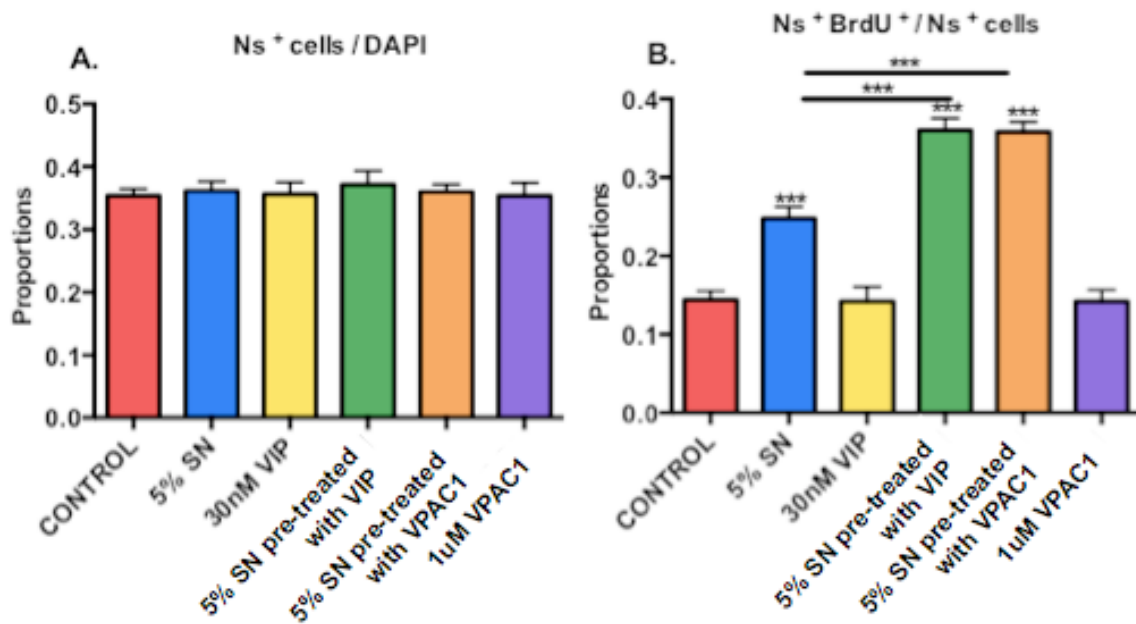 A.
Ns + cells / DAPI
Proportions
0.5
0.4
0.3
0.2
0.1
0.0
CONTROL
5% SN
30nM VIP
5% SN pre-treated
with VIP
5% SN pre-treated
with VPAC1
1uM VPAC1
B.
Ns + BrdU + / Ns + cells
Proportions
0.4
0.3
0.2
0.1
0.0
***
***
***
***
***
CONTROL
5% SN
30nM VIP
5% SN pre-treated
with VIP
5% SN pre-treated
with VPAC1
1uM VPAC1